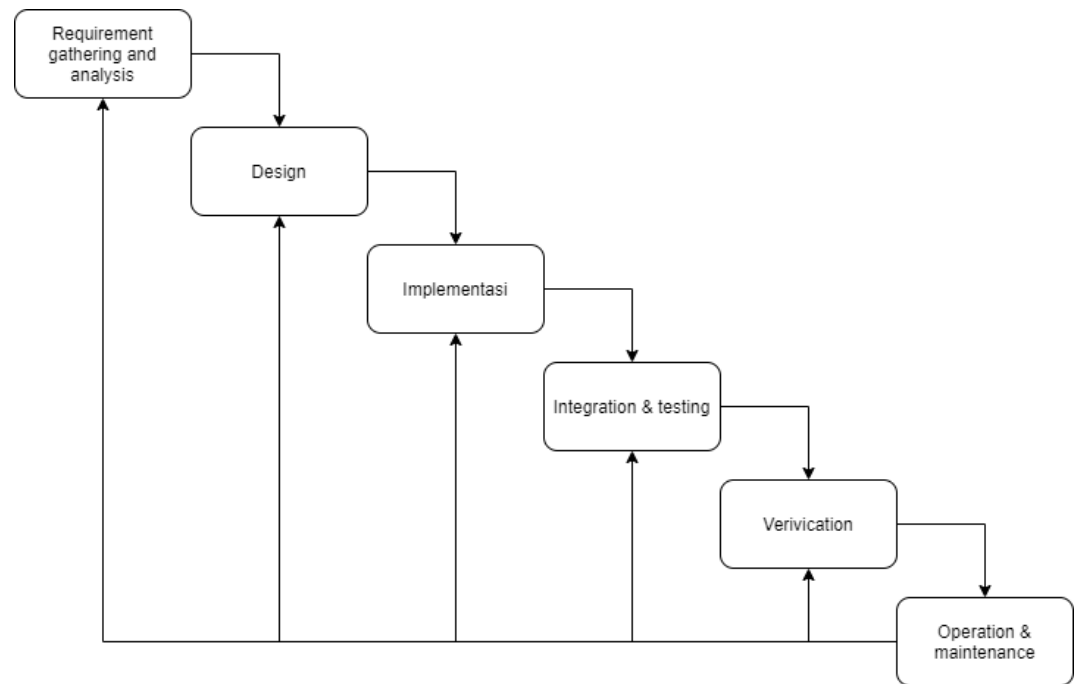 Requirement
gathering and
analysis
Design
Implementasi
Integration & testing
Verivication
Operation &
maintenance